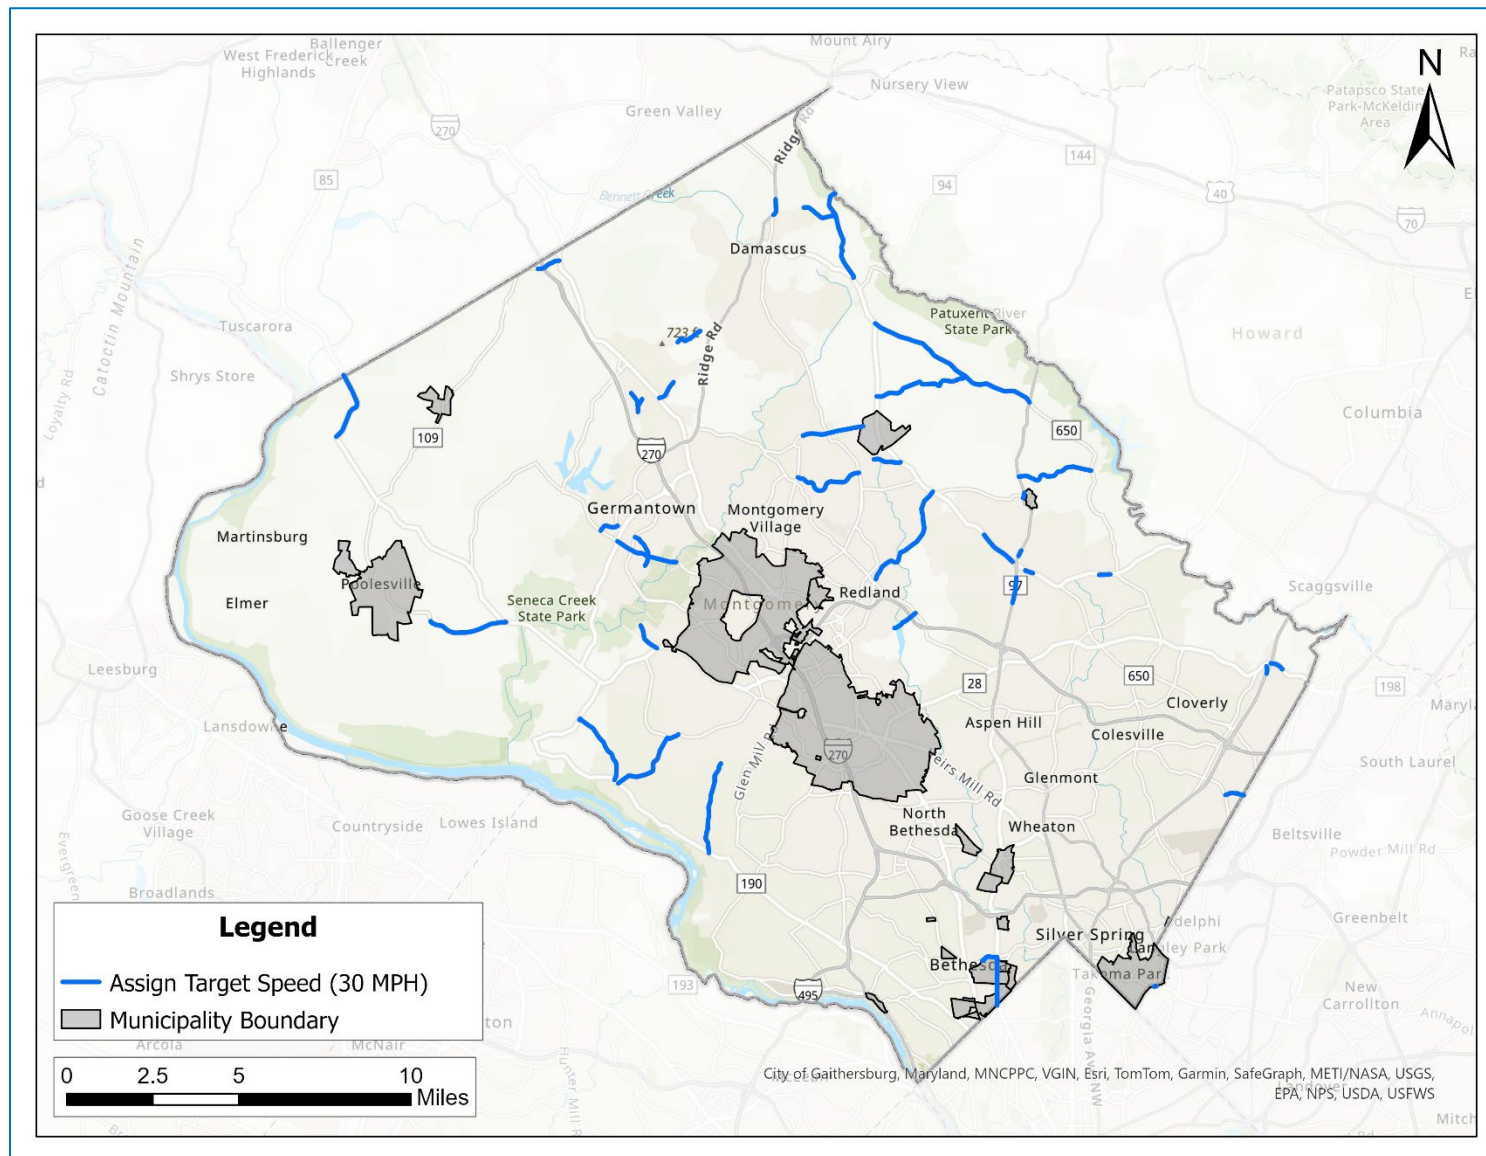 Ballenger
Creek
West Frederick
Highlands
Mount Airy
Nursery View
Green Valley
Patapsco State
Park-McKeldin
Area
N
270
144
85
94
40
70
Bennett Creek
Ridge Rd
Catoctin Mountain
Damascus
Patuxent River
State Park
Tuscarora
Howard
723 ft
Ridge Rd
Shrys Store
Loyalty Rd
Columbia
109
650
270
Germantown
Montgomery
Village
Martinsburg
Poolesville
Elmer
Seneca Creek
State Park
Montgomery
Redland
97
Scaggsville
Leesburg
28
650
198
Cloverly
Lansdowne
Aspen Hill
Colesville
270
Glen Mill Rd
eirs Mill Rd
South Laurel
Glenmont
Goose Creek
Village
Countryside
Lowes Island
North
Bethesda
Wheaton
Beltsville
Powder Mill Rd
Evergreen
190
Broadlands
Legend
Assign Target Speed (30 MPH)
Municipality Boundary
Adelphi
Langley Park
Greenbelt
Silver Spring
Bethesda
Takoma Park
193
495
New
Carrollton
Georgia Ave NW
Arcola
McNair
Hunter Mill R
0
2.5
5
10
Miles
City of Gaithersburg, Maryland, MNCPPC, VGIN, Esri, TomTom, Garmin, SafeGraph, METI/NASA, USGS,
EPA, NPS, USDA, USFWS
Mitch